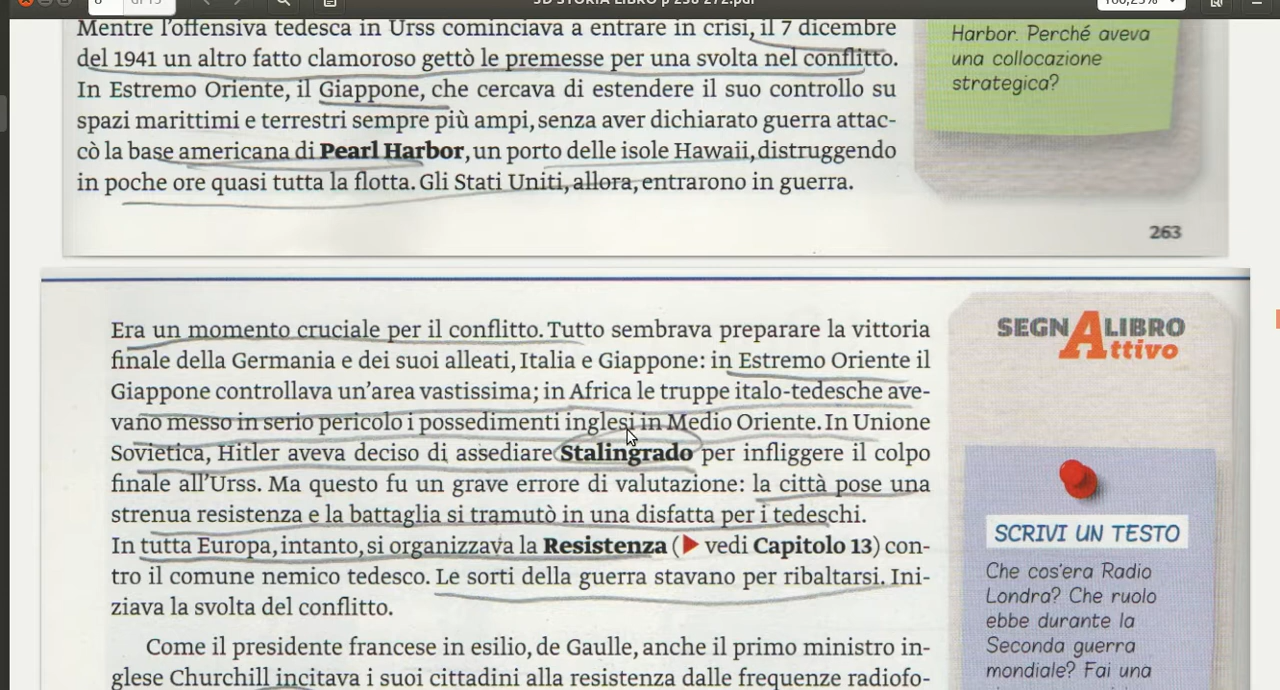 Mentre l'offensiva tedesca in Urss cominciava a entrare in crisi, il 7 dicembre
del 1941 un altro fatto clamoroso gettò le premesse per una svolta nel conflitto.
In Estremo Oriente, il Giappone, che cercava di estendere il suo controllo su
spazi marittimi e terrestri sempre più ampi, senza aver dichiarato guerra attac-
cò la base americana di Pearl Harbor, un porto delle isole Hawaii, distruggendo
in poche ore quasi tutta la flotta. Gli Stati Uniti, allora, entrarono in guerra.
Harbor. Perché aveva
una collocazione
strategica?
263
Era un momento cruciale per il conflitto. Tutto sembrava preparare la vittoria
finale della Germania e dei suoi alleati, Italia e Giappone: in Estremo Oriente il
Giappone controllava un'area vastissima; in Africa le truppe italo-tedesche ave-
vano messo in serio pericolo i possedimenti inglesi in Medio Oriente. In Unione
Sovietica, Hitler aveva deciso di assediare Stalingrado per infliggere il colpo
finale all'Urss. Ma questo fu un grave errore di valutazione: la città pose una
strenua resistenza e la battaglia si tramutò in una disfatta per i tedeschi.
In tutta Europa, intanto, si organizzava la Resistenza (▶ vedi Capitolo 13) con-
tro il comune nemico tedesco. Le sorti della guerra stavano per ribaltarsi. Ini-
ziava la svolta del conflitto.
Come il presidente francese in esilio, de Gaulle, anche il primo ministro in-
glese Churchill incitava i suoi cittadini alla resistenza dalle frequenze radiofo-
SEGNALIBRO
Attivo
SCRIVI UN TESTO
Che cos'era Radio
Londra? Che ruolo
ebbe durante la
Seconda guerra
mondiale? Fai una